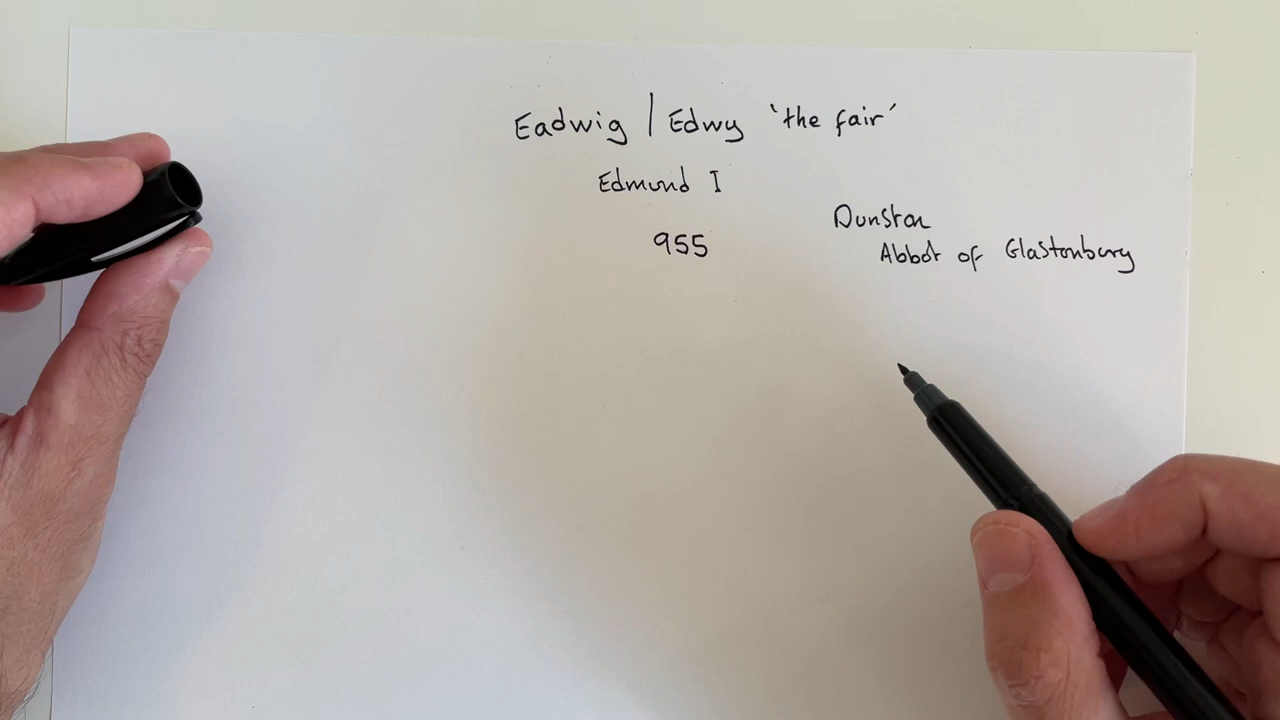 Eadwig | Edwy 'the fair'
Edmund I
955
Dunstan
Abbot of Glastonbury